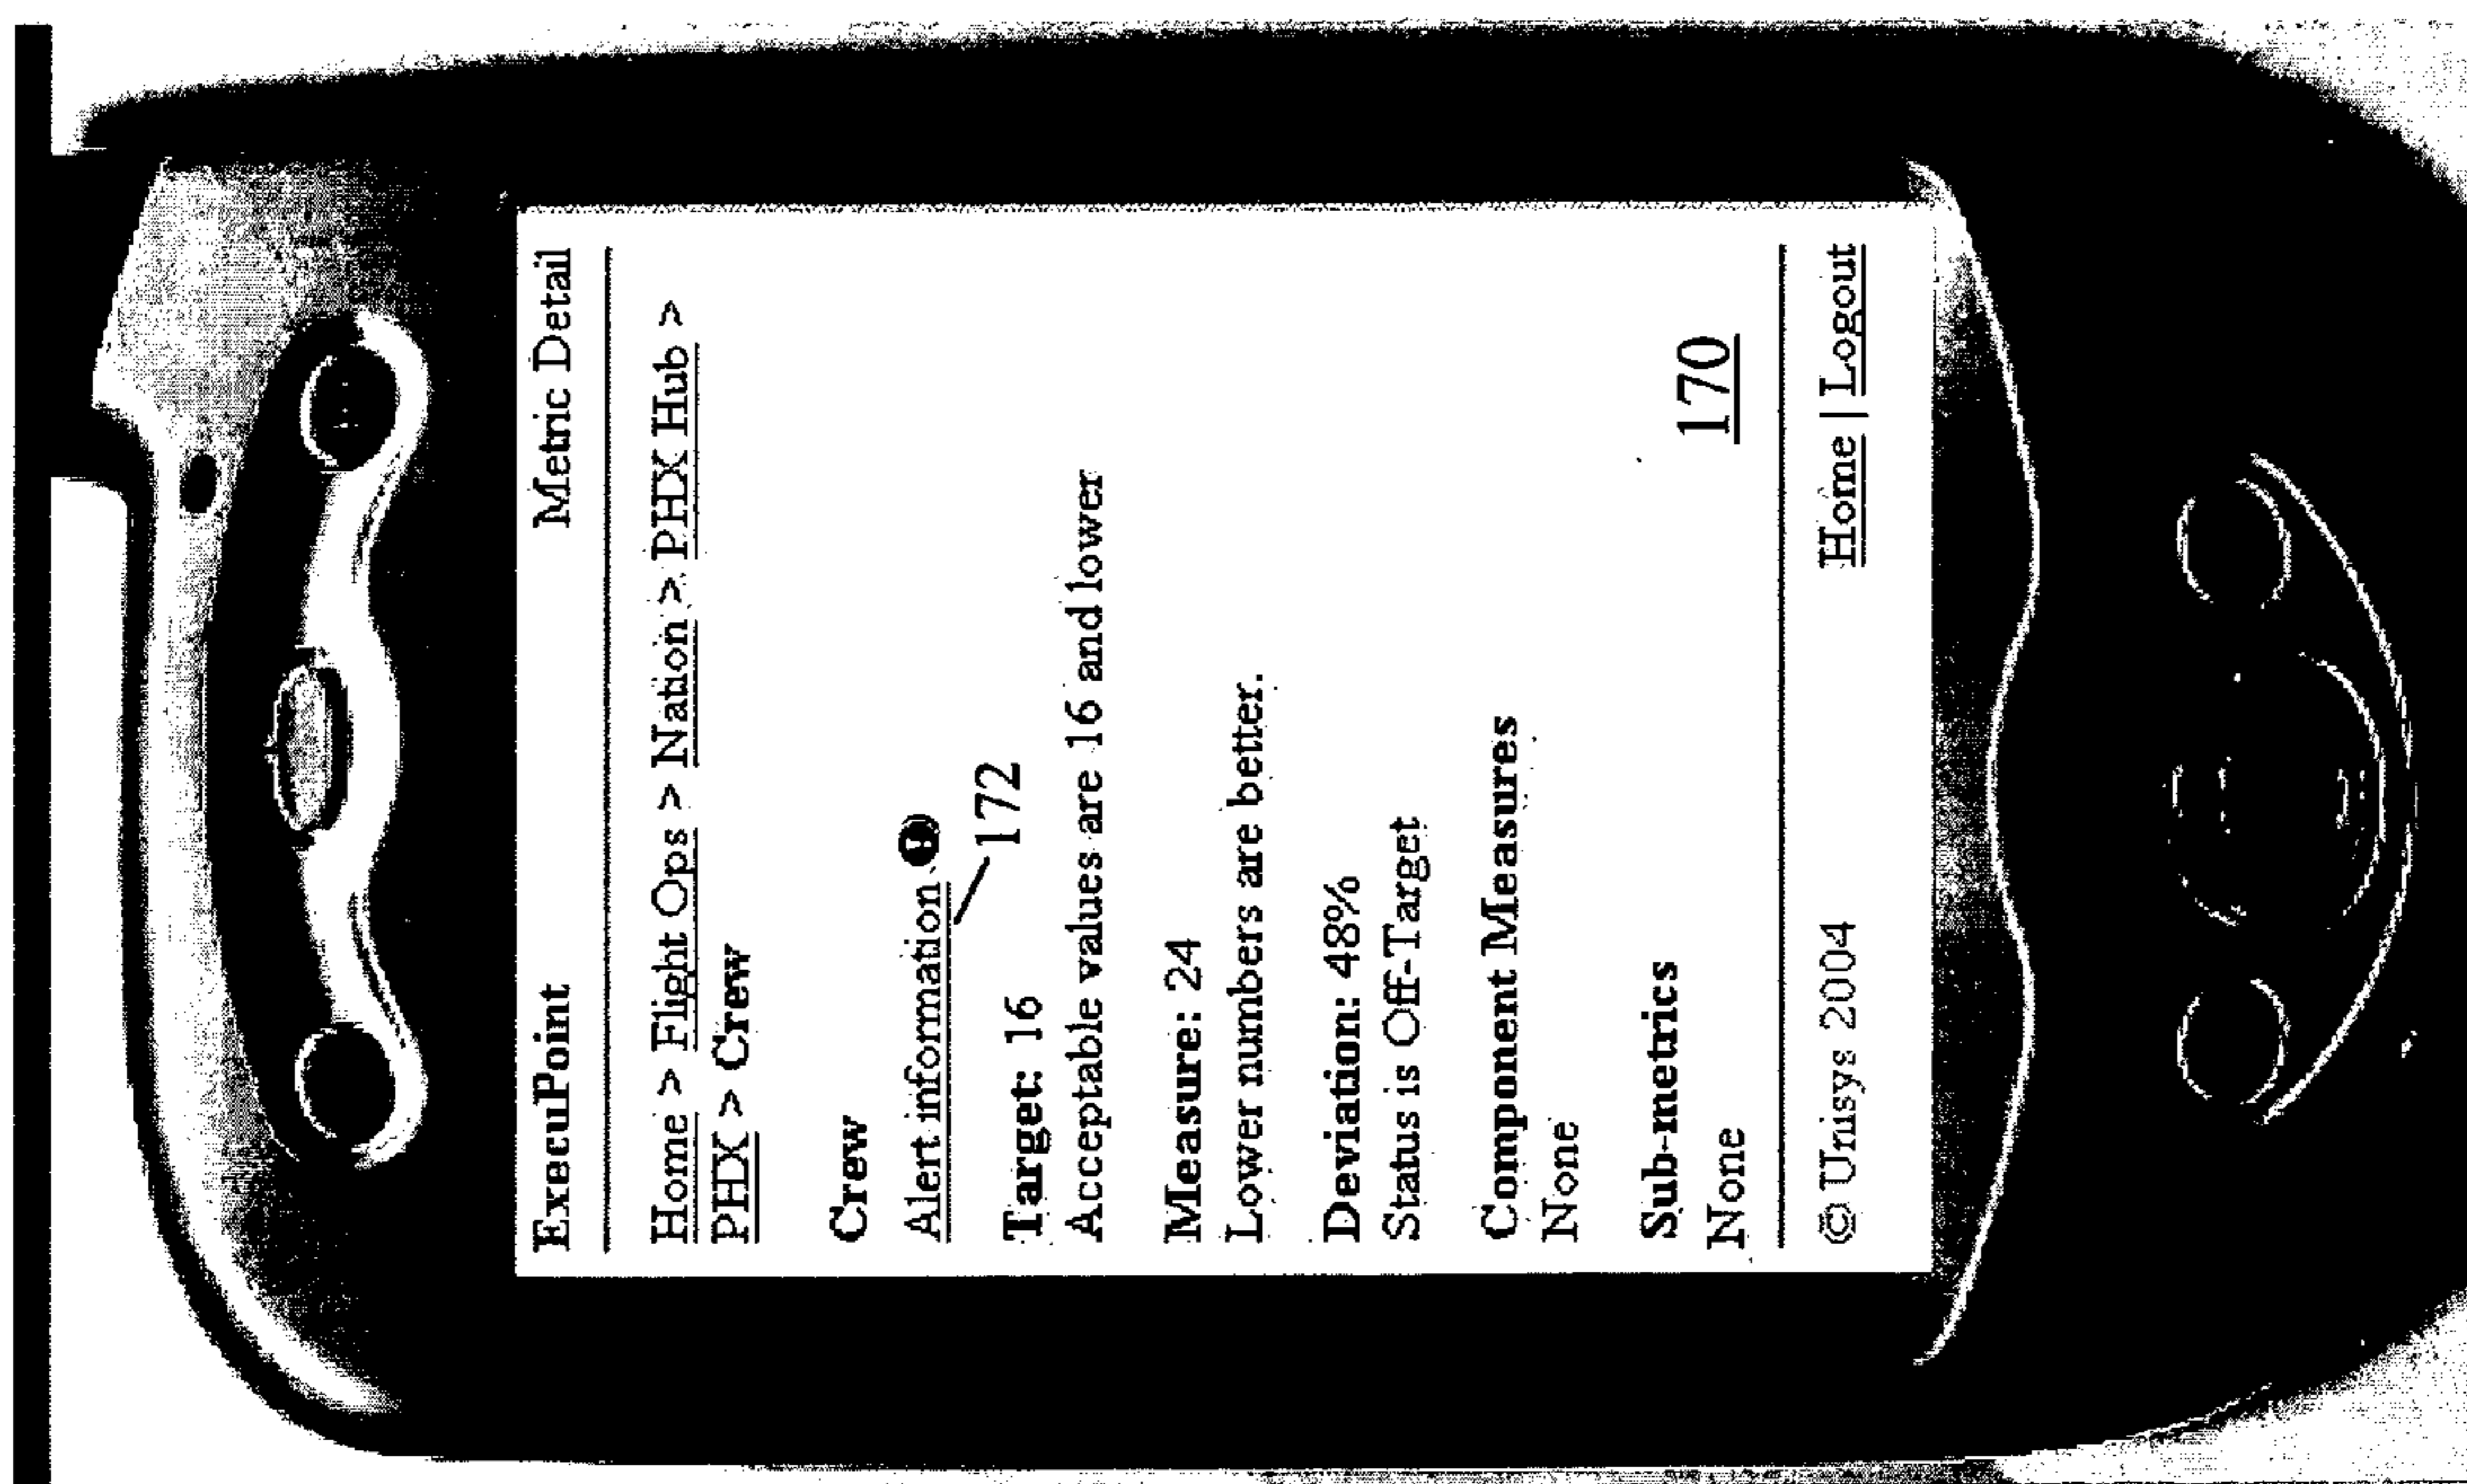 ExecuPoint Metric Detail
Home > Flight Ops > Nation > PHX Hub >
PHX > Crew
Crew
Alert information
172
Target: 16
Acceptable values are 16 and lower
Measure: 24
Lower numbers are better.
Deviation: 48%
Status is Off-Target
Component Measures
None
Sub-metrics
None
170
© Unisys 2004 Home | Logout